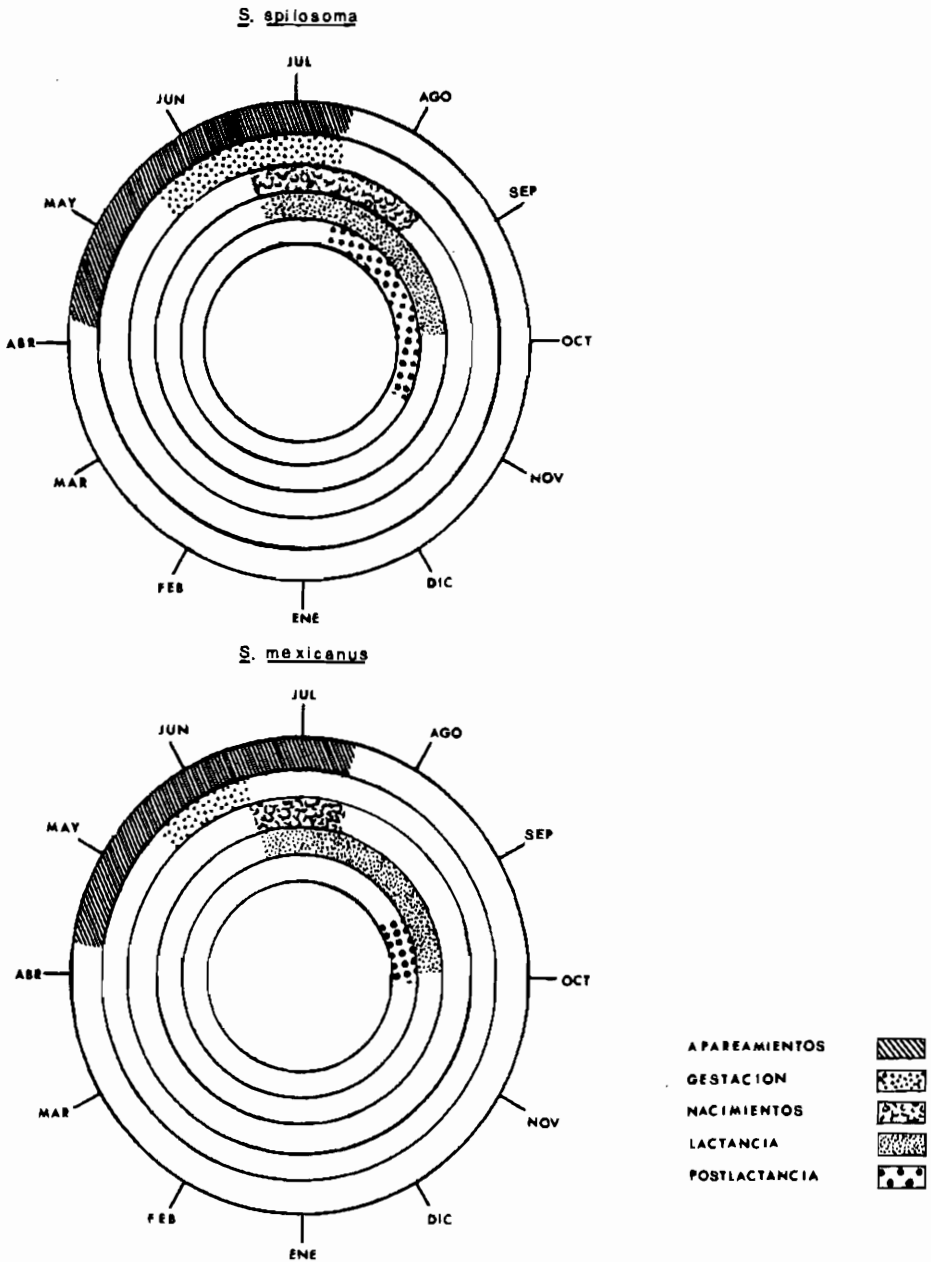 S. spilosoma
JUL
JUN
AGO
MAY
SEP
ABR
OCT
MAR
NOV
FEB
DIC
ENE
S. mexicanus
JUL
JUN
AGO
MAY
SEP
ABR
OCT
MAR
NOV
FEB
DIC
ENE
APAREAMIENTOS
GESTACION
NACIMIENTOS
LACTANCIA
POSTLACTANCIA